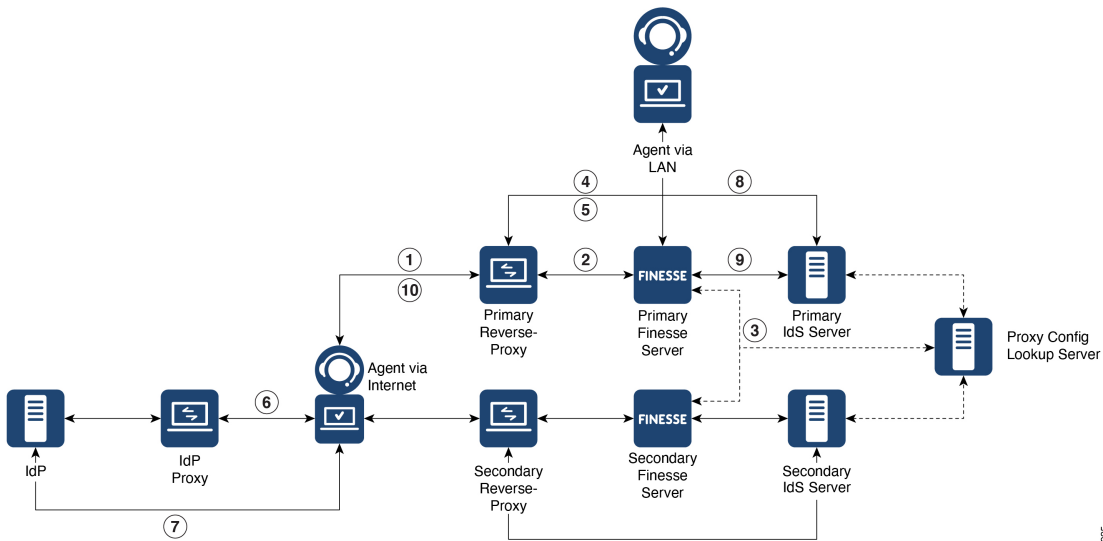 Agent via
LAN
4
8
5
1
2
9
FINESSE
10
Primary
Reverse-
Proxy
Primary
Finesse
Server
Primary
IdS Server
3
Proxy Config
Lookup Server
Agent via
Internet
6
FINESSE
IdP
IdP
Proxy
Secondary
Reverse-
Proxy
Secondary
Finesse
Server
Secondary
IdS Server
7